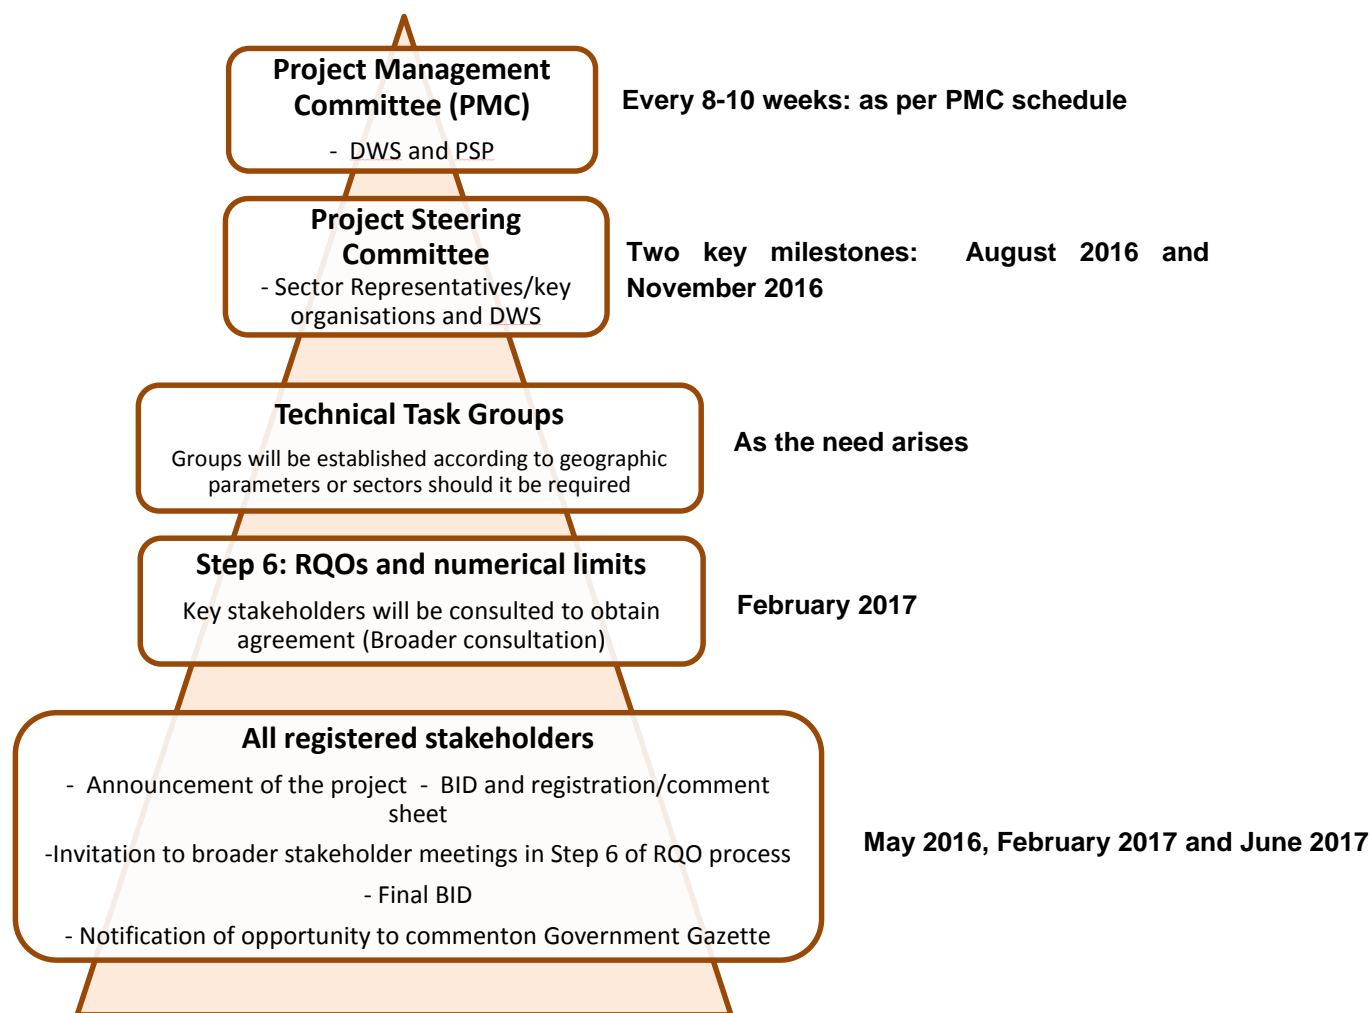 Project Management
Committee (PMC)
- DWS and PSP
Every 8-10 weeks: as per PMC schedule
Project Steering
Committee
- Sector Representatives/key
organisations and DWS
Two key milestones: August 2016 and
November 2016
Technical Task Groups
Groups will be established according to geographic
parameters or sectors should it be required
As the need arises
Step 6: RQOs and numerical limits
Key stakeholders will be consulted to obtain
agreement (Broader consultation)
February 2017
All registered stakeholders
- Announcement of the project - BID and registration/comment
sheet
-Invitation to broader stakeholder meetings in Step 6 of RQO process
- Final BID
- Notification of opportunity to commenton Government Gazette
May 2016, February 2017 and June 2017